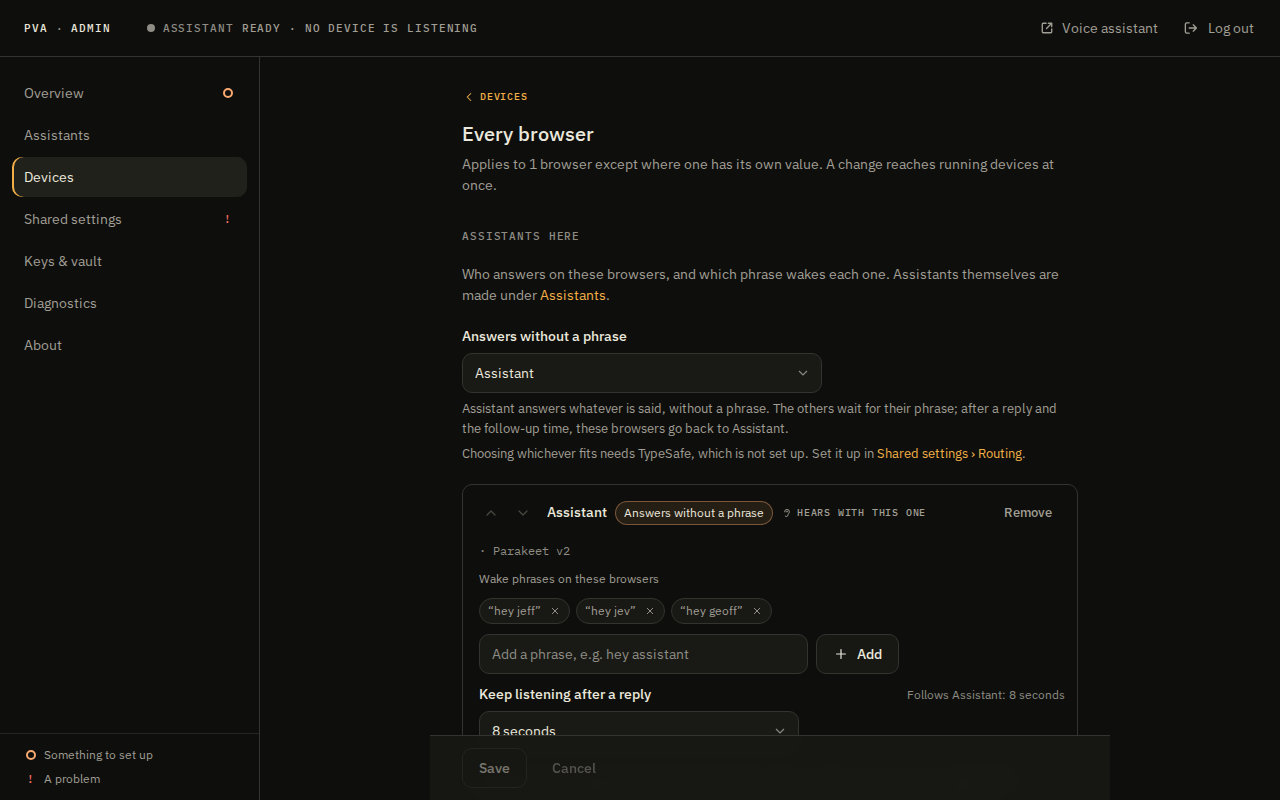 PVA · ADMIN
ASSISTANT READY · NO DEVICE IS LISTENING
Voice assistant
Log out
Overview
Assistants
Devices
Shared settings
!
Keys & vault
Diagnostics
About
Something to set up
! A problem
DEVICES
Every browser
Applies to 1 browser except where one has its own value. A change reaches running devices at
once.
ASSISTANTS HERE
Who answers on these browsers, and which phrase wakes each one. Assistants themselves are
made under Assistants.
Answers without a phrase
Assistant
Assistant answers whatever is said, without a phrase. The others wait for their phrase; after a reply and
the follow-up time, these browsers go back to Assistant.
Choosing whichever fits needs TypeSafe, which is not set up. Set it up in Shared settings › Routing.
Assistant
Answers without a phrase
HEARS WITH THIS ONE
Remove
· Parakeet v2
Wake phrases on these browsers
“hey jeff”
“hey jev”
“hey geoff”
Add a phrase, e.g. hey assistant
Add
Keep listening after a reply
Follows Assistant: 8 seconds
8 seconds
Save
Cancel